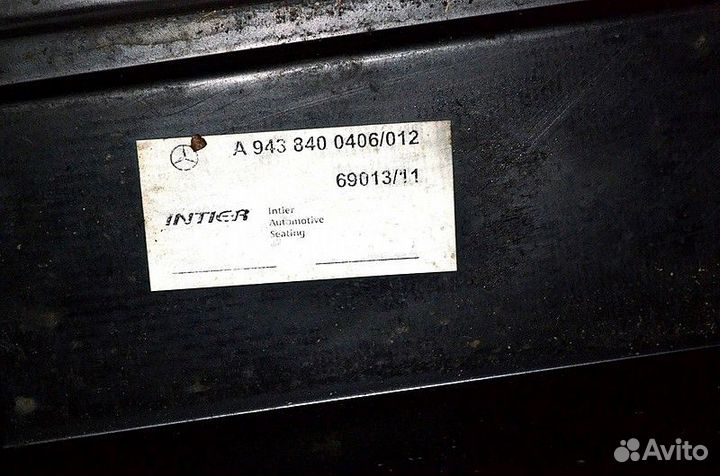 A 943 840 0406/012
69013/11
INTIER
Intier
Automotive
Seating
Avito